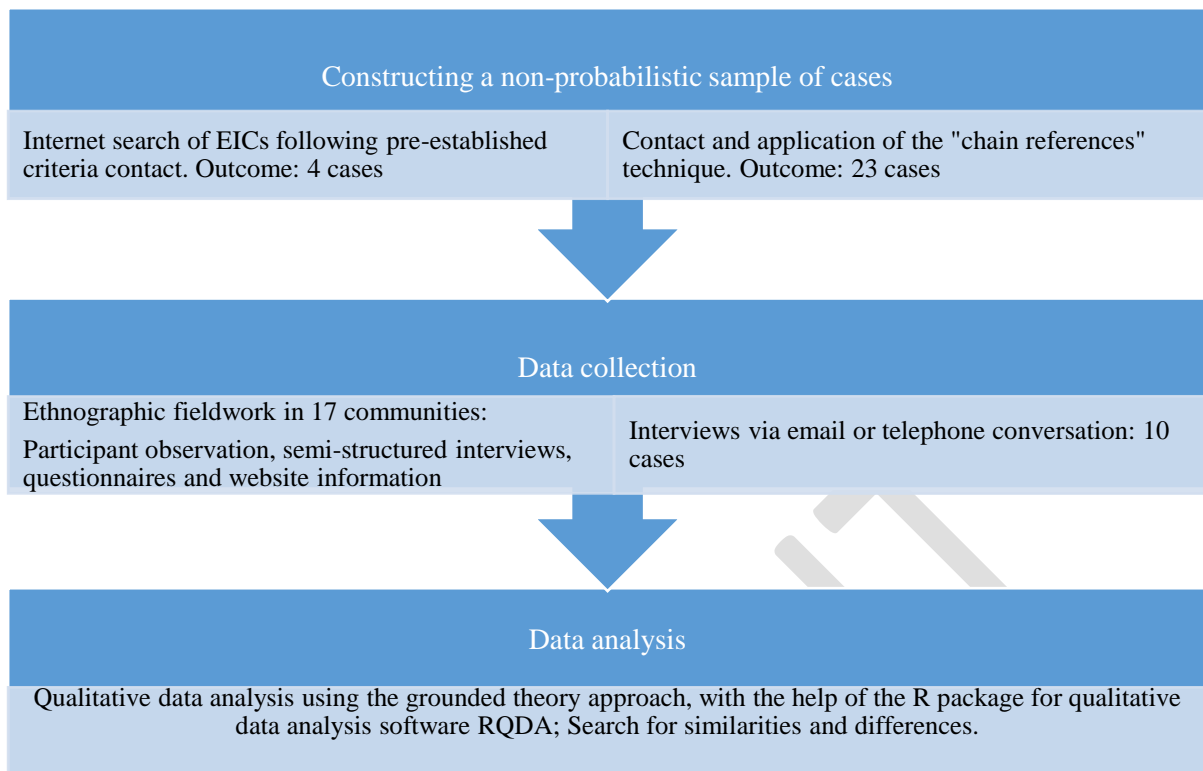 Constructing a non-probabilistic sample of cases
Internet search of EICs following pre-established
criteria contact. Outcome: 4 cases
Contact and application of the "chain references"
technique. Outcome: 23 cases
Data collection
Ethnographic fieldwork in 17 communities:
Participant observation, semi-structured interviews,
questionnaires and website information
Interviews via email or telephone conversation: 10
cases
Data analysis
Qualitative data analysis using the grounded theory approach, with the help of the R package for qualitative
data analysis software RQDA; Search for similarities and differences.